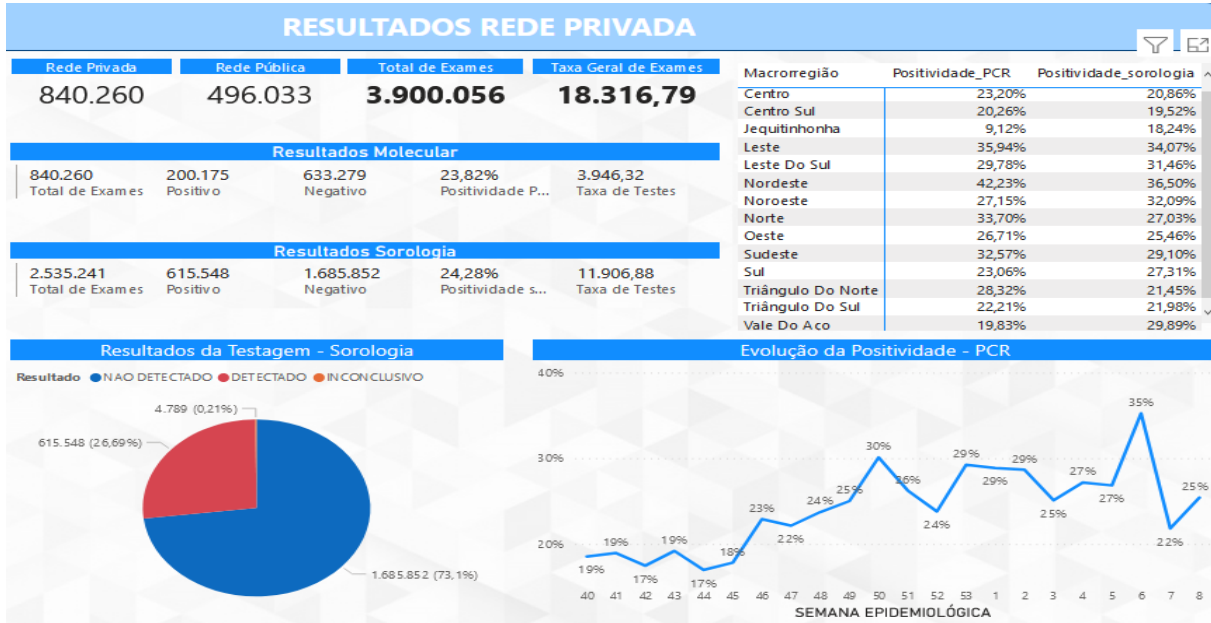 RESULTADOS REDE PRIVADA
Rede Privada Rede Pública Total de Exames Taxa Geral de Exames
840.260 496.033 3.900.056 18.316,79
Resultados Molecular
840.260 200.175 633.279 23,82% 3.946,32
Total de Exames Positivo Negativo Positividade P... Taxa de Testes
Resultados Sorologia
2.535.241 615.548 1.685.852 24,28% 11.906,88
Total de Exames Positivo Negativo Positividade s... Taxa de Testes
Macrorregião Positividade_PCR Positividade_sorologia
Centro 23,20% 20,86%
Centro Sul 20,26% 19,52%
Jequitinhonha 9,12% 18,24%
Leste 35,94% 34,07%
Leste Do Sul 29,78% 31,46%
Nordeste 42,23% 36,50%
Noroeste 27,15% 32,09%
Norte 33,70% 27,03%
Oeste 26,71% 25,46%
Sudeste 32,57% 29,10%
Sul 23,06% 27,31%
Triângulo Do Norte 28,32% 21,45%
Triângulo Do Sul 22,21% 21,98%
Vale Do Aco 19,83% 29,89%
Resultados da Testagem - Sorologia
Resultado NAO DETECTADO DETECTADO INCONCLUSIVO
4.789 (0,21%)
615.548 (26,69%)
1.685.852 (73,1%)
Evolução da Positividade - PCR
40%
30%
20%
19% 19% 17% 19% 17% 18% 23% 22% 24% 25% 30% 26% 24% 29% 29% 29% 25% 27% 27% 35% 22% 25%
40 41 42 43 44 45 46 47 48 49 50 51 52 53 1 2 3 4 5 6 7 8
SEMANA EPIDEMIOLÓGICA